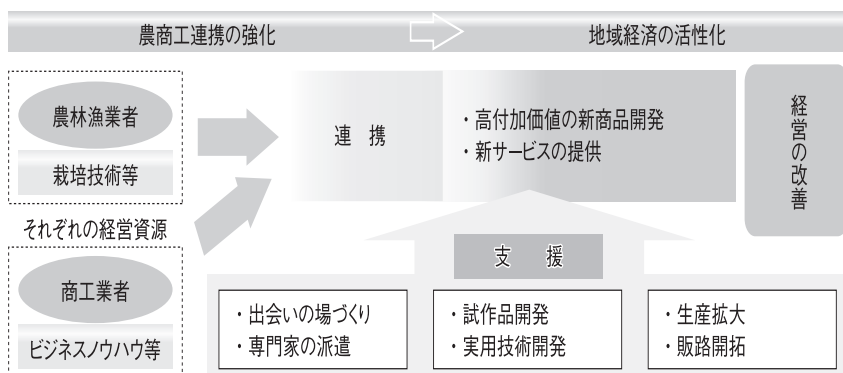 農商工連携の強化
地域経済の活性化
農林漁業者
栽培技術等
それぞれの経営資源
商工業者
ビジネスノウハウ等
連 携
・高付加価値の新商品開発
・新サービスの提供
経営の改善
支 援
・出会いの場づくり
・専門家の派遣
・試作品開発
・実用技術開発
・生産拡大
・販路開拓